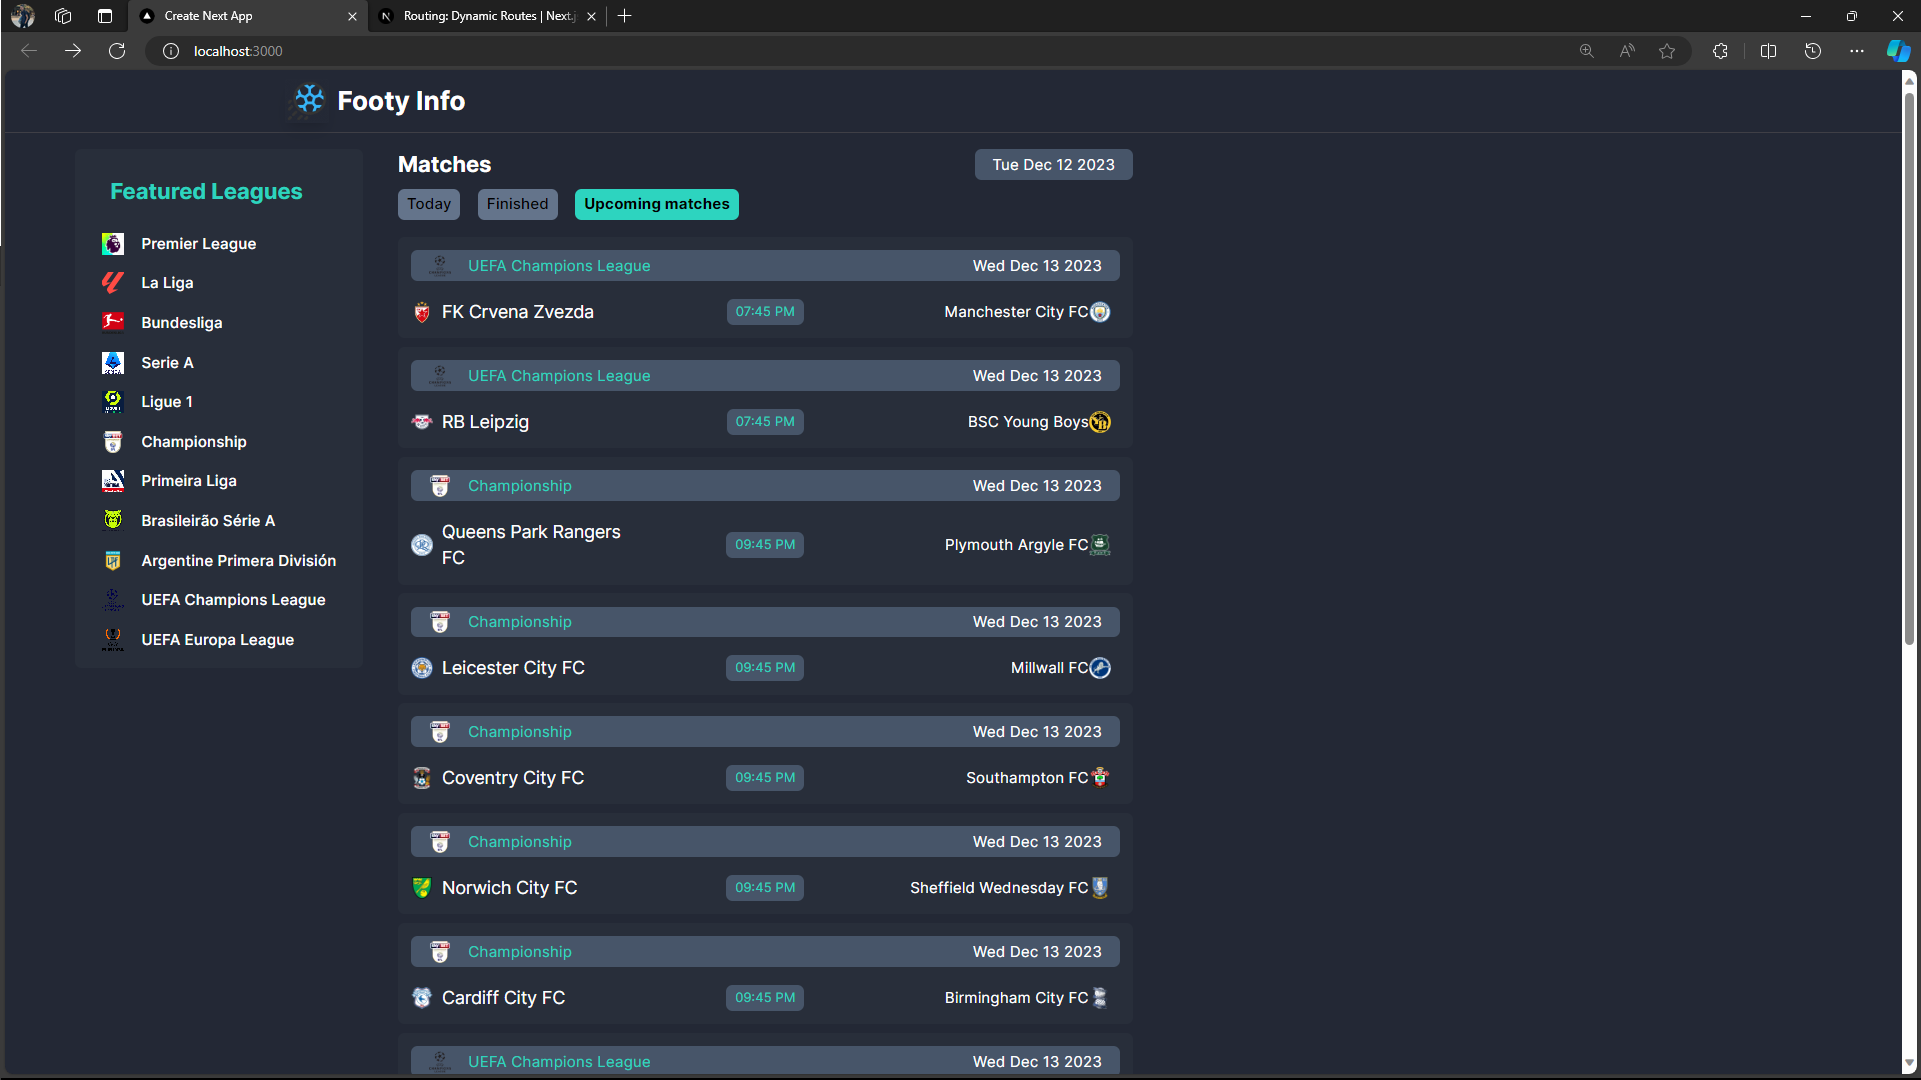 Create Next App
Routing: Dynamic Routes | Next.j
localhost:3000
Footy Info
Featured Leagues
Premier League
La Liga
Bundesliga
Serie A
Ligue 1
Championship
Primeira Liga
Brasileirão Série A
Argentine Primera División
UEFA Champions League
UEFA Europa League
Matches
Tue Dec 12 2023
Today
Finished
Upcoming matches
UEFA Champions League Wed Dec 13 2023
FK Crvena Zvezda 07:45 PM Manchester City FC
UEFA Champions League Wed Dec 13 2023
RB Leipzig 07:45 PM BSC Young Boys
Championship Wed Dec 13 2023
Queens Park Rangers
FC
09:45 PM Plymouth Argyle FC
Championship Wed Dec 13 2023
Leicester City FC 09:45 PM Millwall FC
Championship Wed Dec 13 2023
Coventry City FC 09:45 PM Southampton FC
Championship Wed Dec 13 2023
Norwich City FC 09:45 PM Sheffield Wednesday FC
Championship Wed Dec 13 2023
Cardiff City FC 09:45 PM Birmingham City FC
UEFA Champions League Wed Dec 13 2023